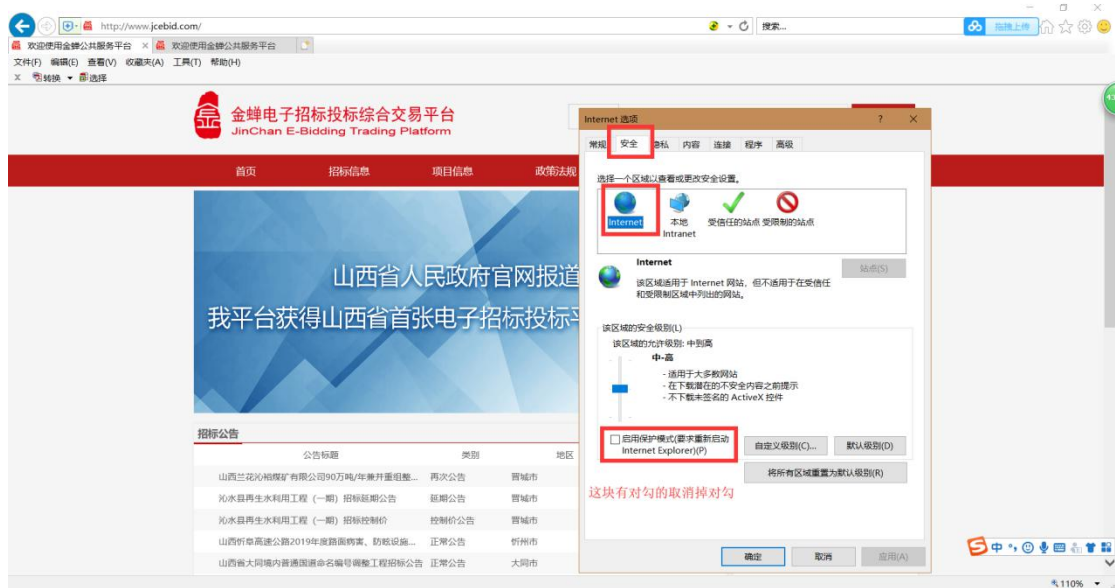 http://www.jcebid.com/
搜索...
拖拽上传
欢迎使用金蝉公共服务平台
欢迎使用金蝉公共服务平台
文件(F) 编辑(E) 查看(V) 收藏夹(A) 工具(T) 帮助(H)
转换 选择
金蝉电子招标投标综合交易平台
JinChan E-Bidding Trading Platform
首页 招标信息 项目信息 政策法规
山西省人民政府官网报道
我平台获得山西省首张电子招标投标平
招标公告
公告标题 类别 地区
山西兰花沁裕煤矿有限公司90万吨/年兼并重组整... 再次公告 晋城市
沁水县再生水利用工程（一期）招标延期公告 延期公告 晋城市
沁水县再生水利用工程（一期）招标控制价 控制价公告 晋城市
山西忻阜高速公路2019年度路面病害、防眩设施... 正常公告 忻州市
山西省大同境内普通国道命名编号调整工程招标公告 正常公告 大同市
Internet 选项
常规 安全 隐私 内容 连接 程序 高级
选择一个区域以查看或更改安全设置。
Internet 本地 Intranet 受信任的站点 受限制的站点
Internet
站点(S)
该区域适用于 Internet 网站，但不适用于在受信任
和受限制区域中列出的网站。
该区域的安全级别(L)
该区域的允许级别: 中到高
中-高
- 适用于大多数网站
- 在下载潜在的不安全内容之前提示
- 不下载未签名的 ActiveX 控件
启用保护模式(要求重新启动
Internet Explorer)(P)
自定义级别(C)... 默认级别(D)
将所有区域重置为默认级别(R)
这块有对勾的取消掉对勾
确定 取消 应用(A)
中
110%